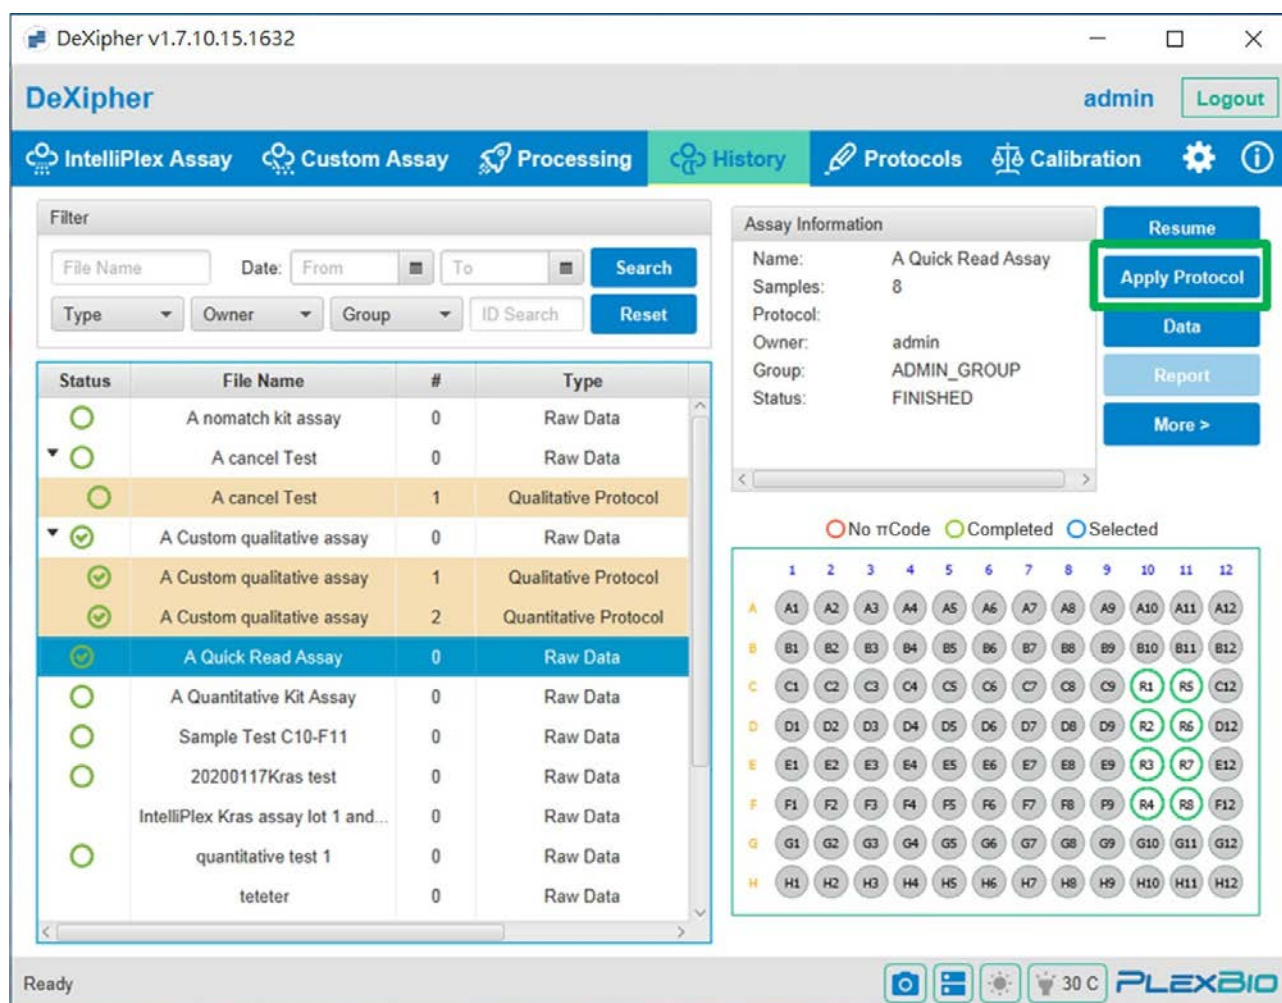 DeXipher v1.7.10.15.1632
DeXipher
admin
Logout
IntelliPlex Assay
Custom Assay
Processing
History
Protocols
Calibration
Filter
File Name
Date: From
To
Search
Type
Owner
Group
ID Search
Reset
Status File Name # Type
A nomatch kit assay 0 Raw Data
A cancel Test 0 Raw Data
A cancel Test 1 Qualitative Protocol
A Custom qualitative assay 0 Raw Data
A Custom qualitative assay 1 Qualitative Protocol
A Custom qualitative assay 2 Quantitative Protocol
A Quick Read Assay 0 Raw Data
A Quantitative Kit Assay 0 Raw Data
Sample Test C10-F11 0 Raw Data
20200117Kras test 0 Raw Data
IntelliPlex Kras assay lot 1 and... 0 Raw Data
quantitative test 1 0 Raw Data
teteter 0 Raw Data
Assay Information
Name: A Quick Read Assay
Samples: 8
Protocol:
Owner: admin
Group: ADMIN_GROUP
Status: FINISHED
Resume
Apply Protocol
Data
Report
More >
No πCode Completed Selected
1 2 3 4 5 6 7 8 9 10 11 12
A A1 A2 A3 A4 A5 A6 A7 A8 A9 A10 A11 A12
B B1 B2 B3 B4 B5 B6 B7 B8 B9 B10 B11 B12
C C1 C2 C3 C4 C5 C6 C7 C8 C9 R1 R5 C12
D D1 D2 D3 D4 D5 D6 D7 D8 D9 R2 R6 D12
E E1 E2 E3 E4 E5 E6 E7 E8 E9 R3 R7 E12
F F1 F2 F3 F4 F5 F6 F7 F8 F9 R4 R8 F12
G G1 G2 G3 G4 G5 G6 G7 G8 G9 G10 G11 G12
H H1 H2 H3 H4 H5 H6 H7 H8 H9 H10 H11 H12
Ready
30 C
PLEXBIO